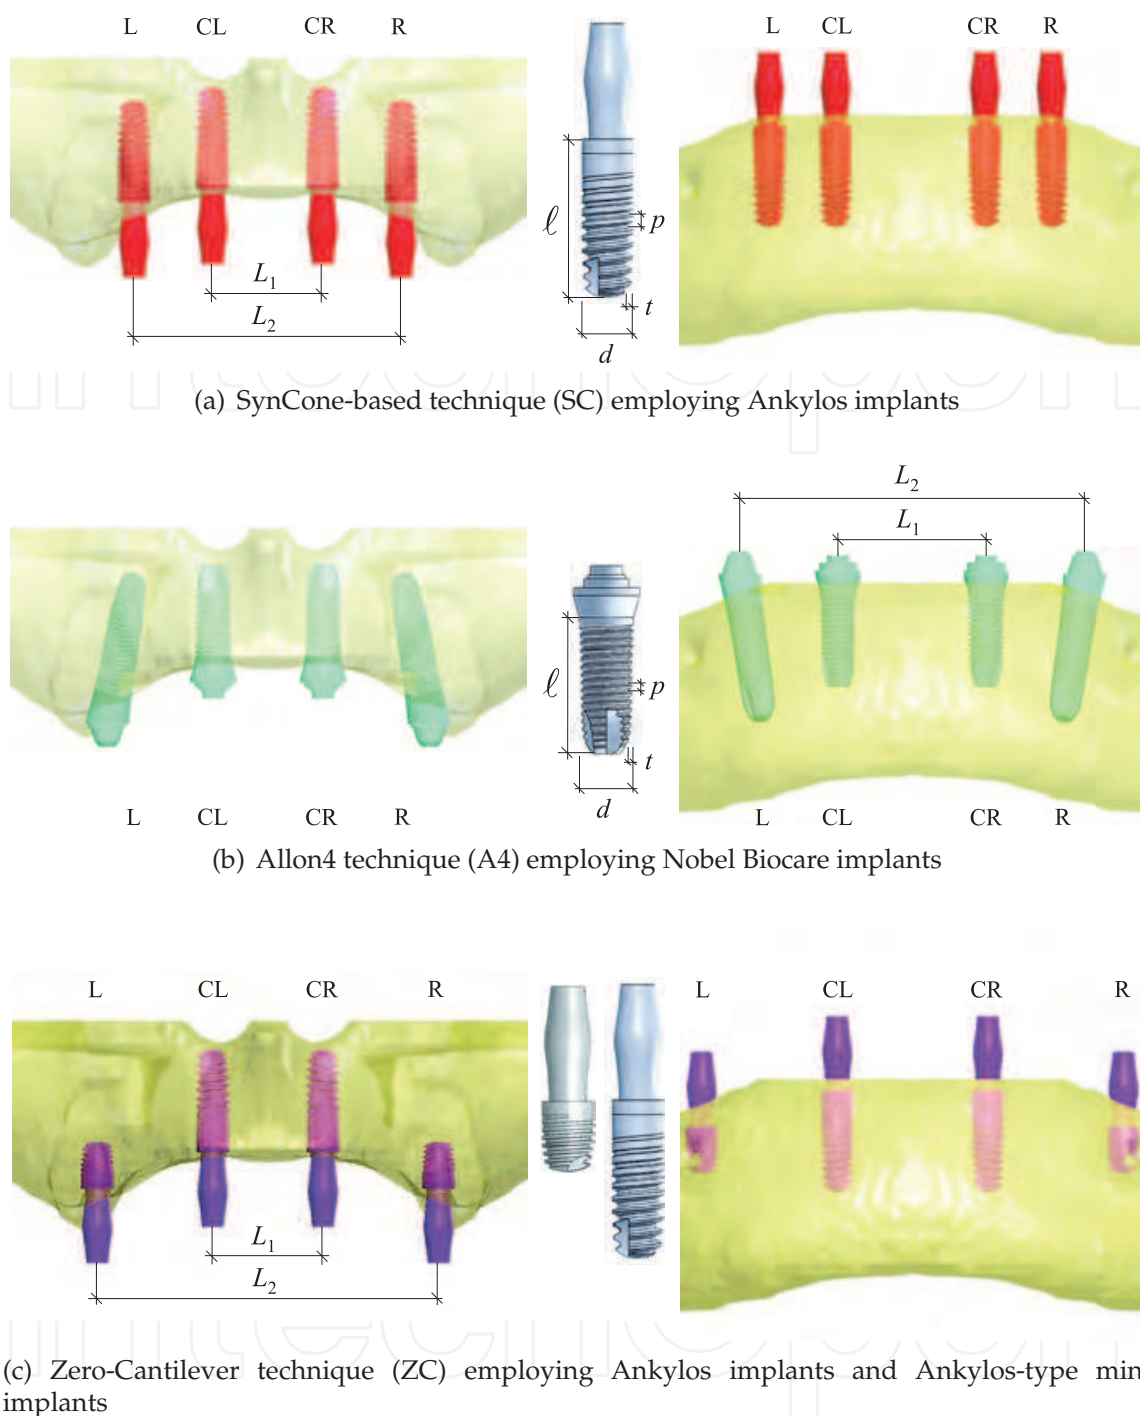 L CL CR R L CL CR R
ℓ p
L₁
t
L₂
d
(a) SynCone-based technique (SC) employing Ankylos implants
L₂
L₁
ℓ p
t
d
L CL CR R L CL CR R
(b) Allon4 technique (A4) employing Nobel Biocare implants
L CL CR R L CL CR R
L₁
L₂
(c) Zero-Cantilever technique (ZC) employing Ankylos implants and Ankylos-type min
implants